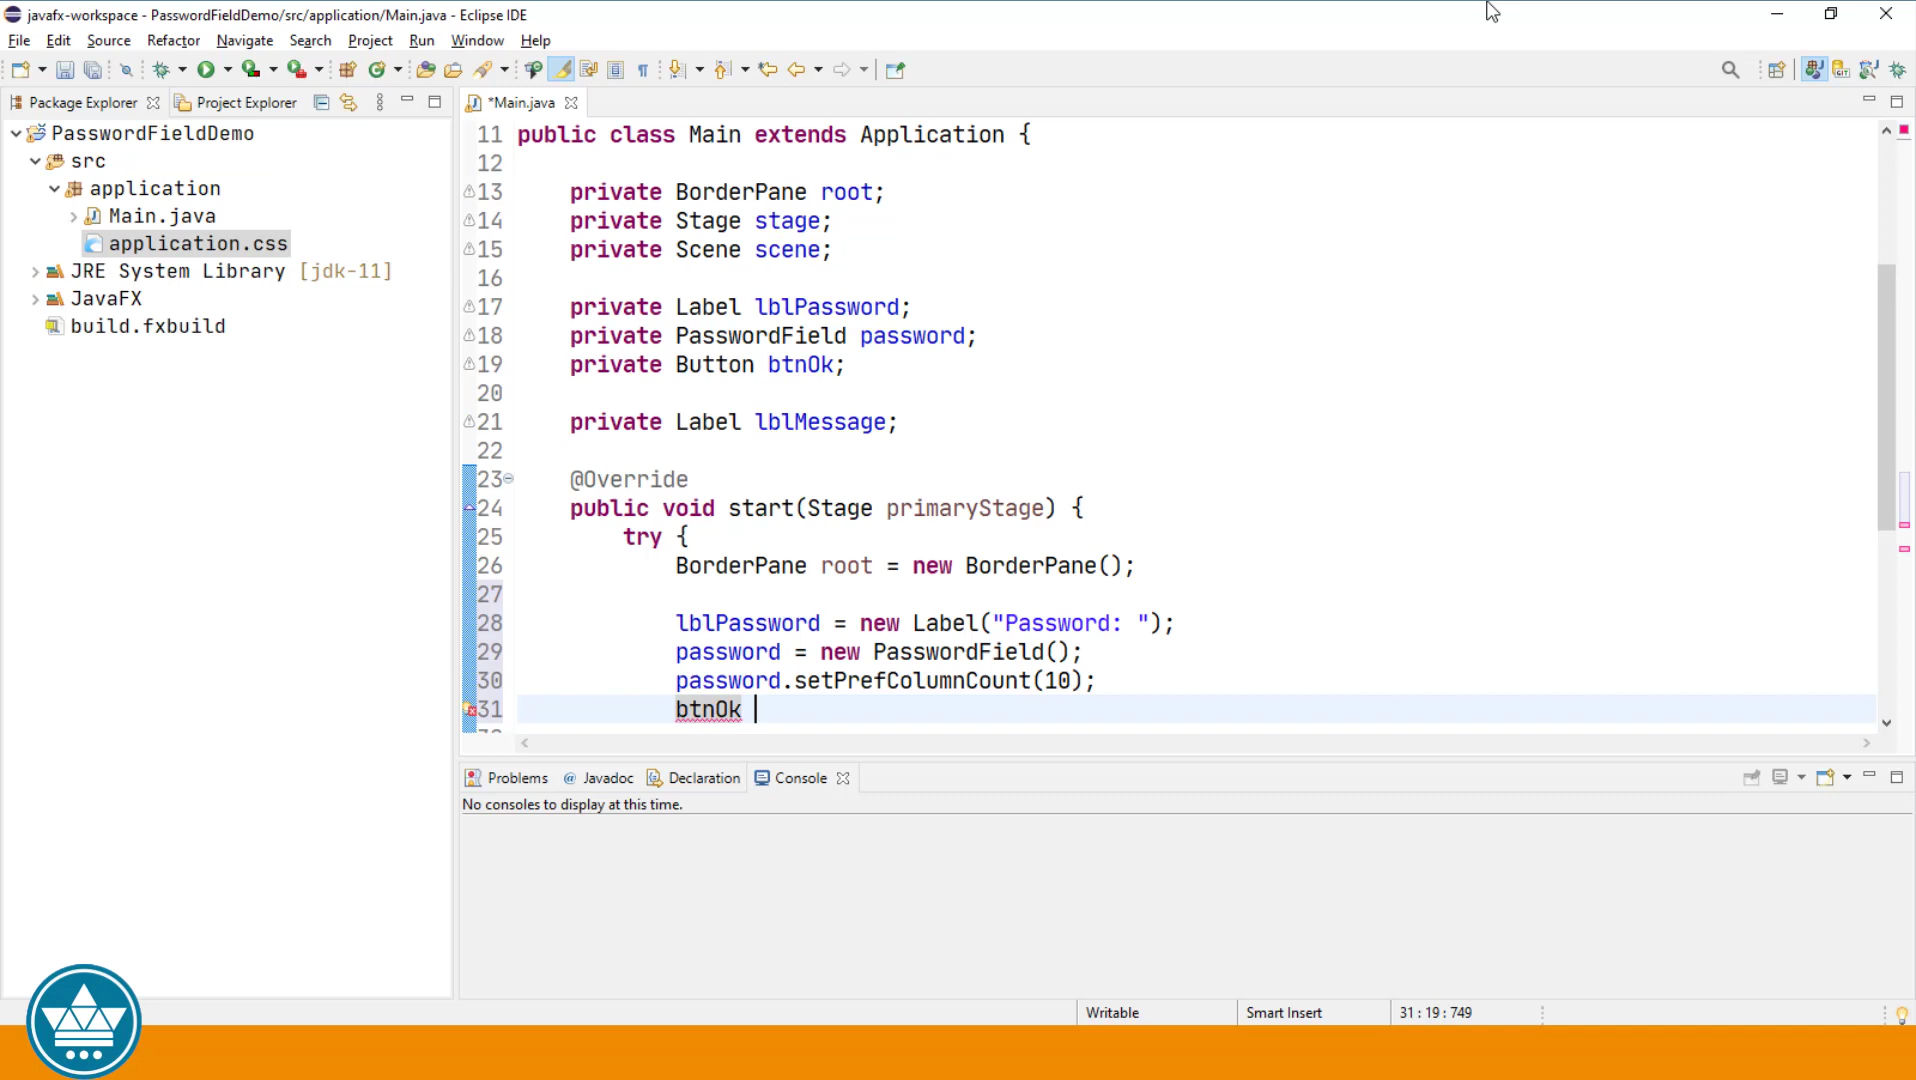 javafx-workspace - PasswordFieldDemo/src/application/Main.java - Eclipse IDE
File Edit Source Refactor Navigate Search Project Run Window Help
Package Explorer Project Explorer *Main.java
PasswordFieldDemo
src
application
Main.java
application.css
JRE System Library [jdk-11]
JavaFX
build.fxbuild
11 public class Main extends Application {
12
13 private BorderPane root;
14 private Stage stage;
15 private Scene scene;
16
17 private Label lblPassword;
18 private PasswordField password;
19 private Button btnOk;
20
21 private Label lblMessage;
22
23 @Override
24 public void start(Stage primaryStage) {
25 try {
26 BorderPane root = new BorderPane();
27
28 lblPassword = new Label("Password: ");
29 password = new PasswordField();
30 password.setPrefColumnCount(10);
31 btnOk
Problems @ Javadoc Declaration Console
No consoles to display at this time.
Writable Smart Insert 31 : 19 : 749